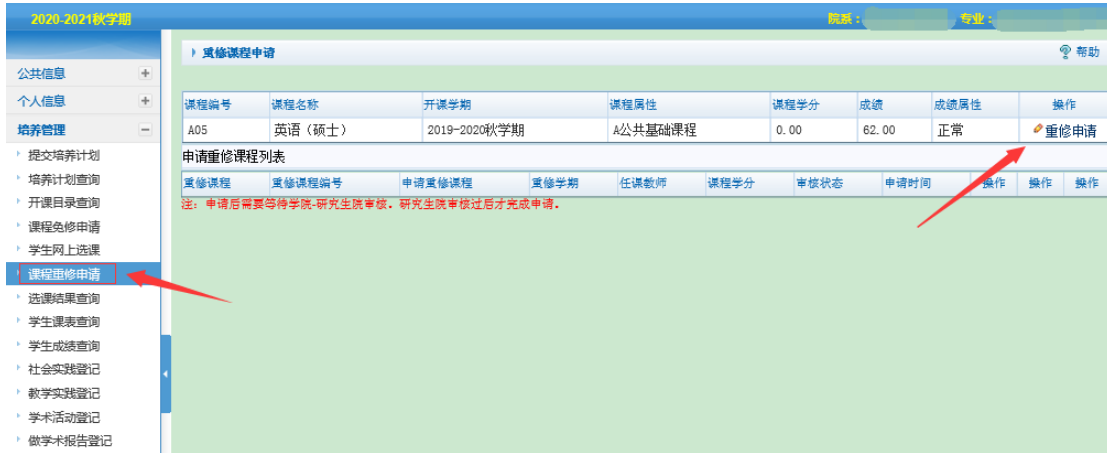 2020-2021秋学期 院系： 专业：
重修课程申请 帮助
公共信息
个人信息
培养管理
提交培养计划
培养计划查询
开课目录查询
课程免修申请
学生网上选课
课程重修申请
选课结果查询
学生课表查询
学生成绩查询
社会实践登记
教学实践登记
学术活动登记
做学术报告登记
课程编号 课程名称 开课学期 课程属性 课程学分 成绩 成绩属性 操作
A05 英语（硕士） 2019-2020秋学期 A公共基础课程 0.00 62.00 正常 重修申请
申请重修课程列表
重修课程 重修课程编号 申请重修课程 重修学期 任课教师 课程学分 审核状态 申请时间 操作 操作 操作
注：申请后需要等待学院-研究生院审核．研究生院审核过后才完成申请．